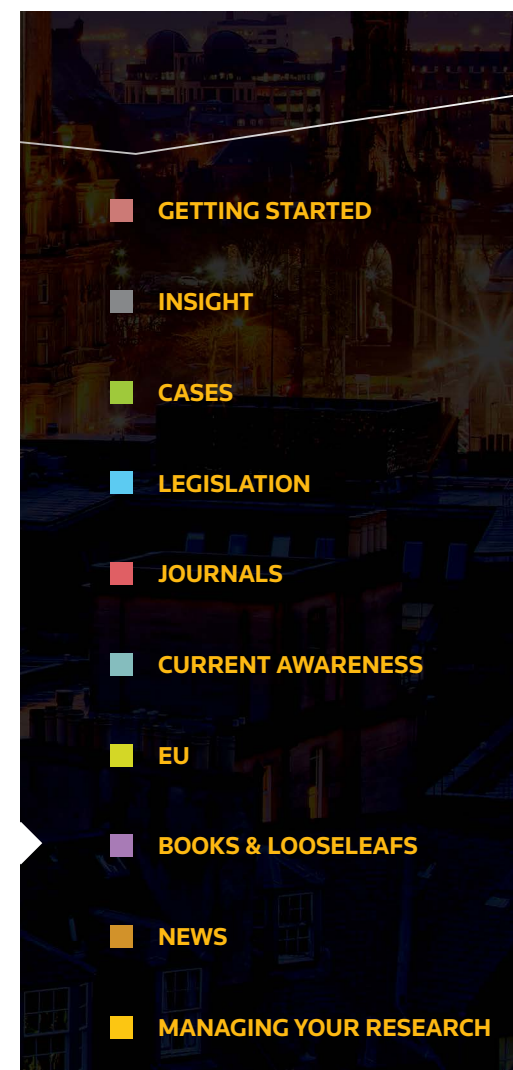 GETTING STARTED
INSIGHT
CASES
LEGISLATION
JOURNALS
CURRENT AWARENESS
EU
BOOKS & LOOSELEAFS
NEWS
MANAGING YOUR RESEARCH